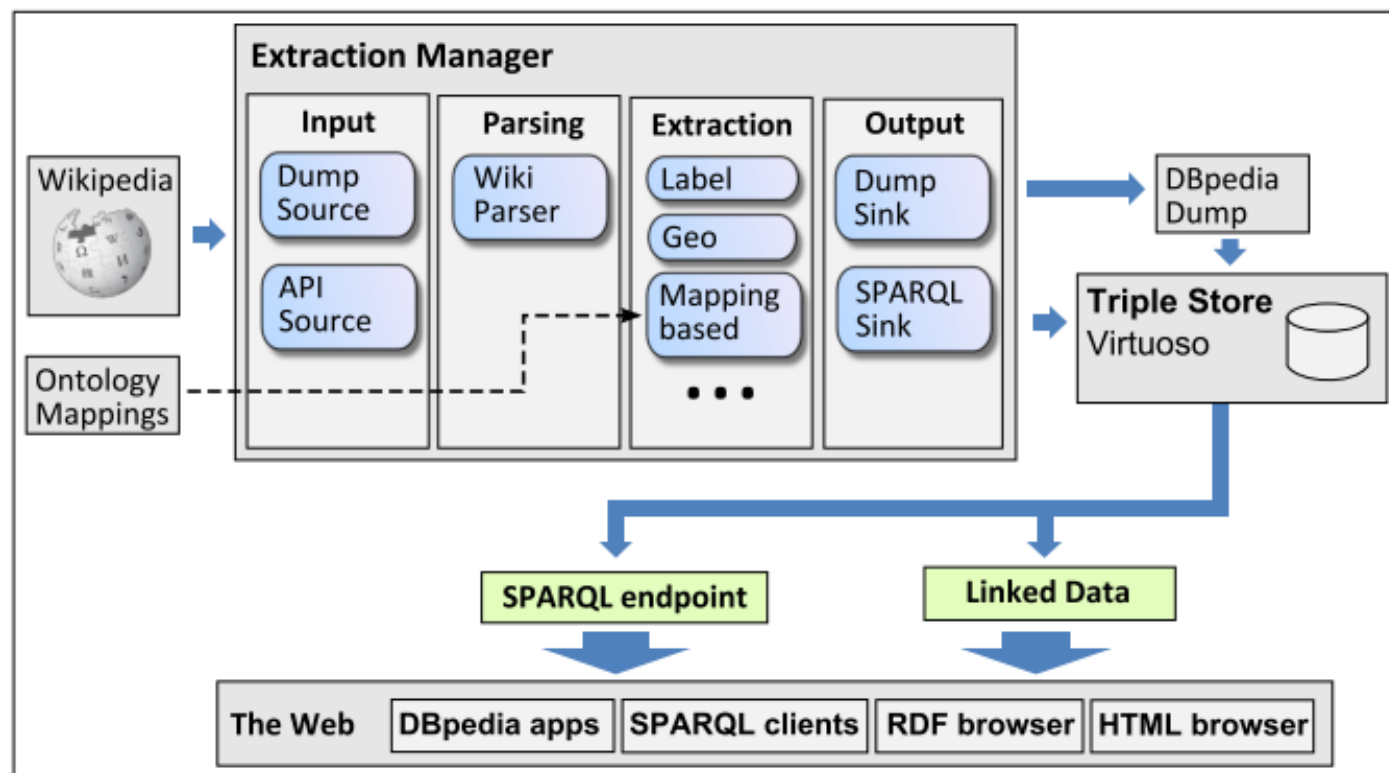 Extraction Manager
Input
Parsing
Extraction
Output
Wikipedia
Ω
W
И
Dump
Source
API
Source
Wiki
Parser
Label
Geo
Mapping
based
...
Dump
Sink
SPARQL
Sink
DBpedia
Dump
Triple Store
Virtuoso
Ontology
Mappings
SPARQL endpoint
Linked Data
The Web
DBpedia apps
SPARQL clients
RDF browser
HTML browser